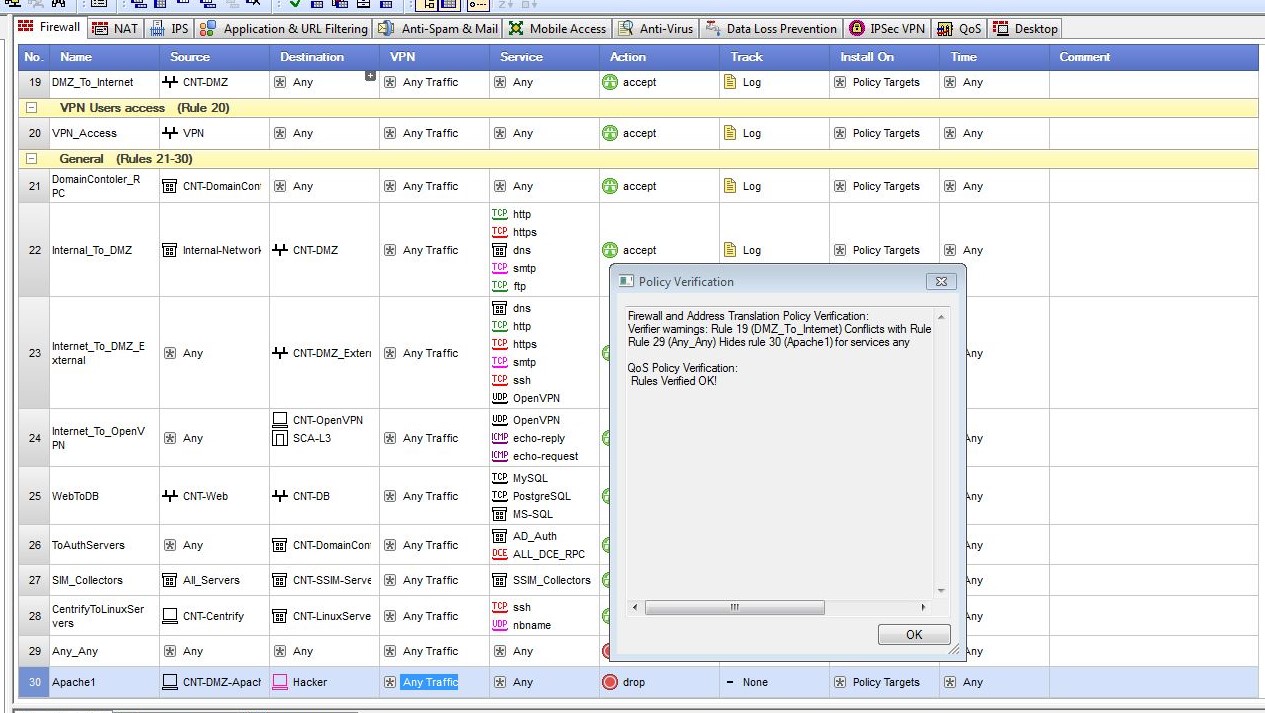 Firewall NAT IPS Application & URL Filtering Anti-Spam & Mail Mobile Access Anti-Virus Data Loss Prevention IPSec VPN QoS Desktop
No. Name Source Destination VPN Service Action Track Install On Time Comment
19 DMZ_To_Internet CNT-DMZ Any Any Any accept Log Policy Targets Any
VPN Users access (Rule 20)
20 VPN_Access VPN Any Any Traffic Any accept Log Policy Targets Any
General (Rules 21-30)
21 DomainContoler_R
PC CNT-DomainCont Any Any Traffic Any accept Log Policy Targets Any
http
https
22 Internal_To_DMZ Internal-Network CNT-DMZ Any Traffic dns accept Log Policy Targets Any
smtp
ftp
dns
http
23 Internet_To_DMZ_E
xternal Any CNT-DMZ_Extern Any Traffic https Any
smtp
ssh
OpenVPN
24 Internet_To_OpenV
PN Any CNT-OpenVPN Any Traffic OpenVPN Any
SCA-L3 echo-reply
echo-request
MySQL
25 WebToDB CNT-Web CNT-DB Any Traffic PostgreSQL Any
MS-SQL
26 ToAuthServers Any CNT-DomainCon Any Traffic AD_Auth Any
ALL_DCE_RPC
27 SIM_Collectors All_Servers CNT-SSIM-Serve Any Traffic SSIM_Collectors Any
28 CentrifyToLinuxSer
vers CNT-Centrify CNT-LinuxServe Any Traffic ssh Any
nbname
29 Any_Any Any Any Any Traffic Any Any
30 Apache1 CNT-DMZ-Apach Hacker Any Traffic Any drop None Policy Targets Any
Policy Verification
Firewall and Address Translation Policy Verification:
Verifier warnings: Rule 19 (DMZ_To_Internet) Conflicts with Rule
Rule 29 (Any_Any) Hides rule 30 (Apache1) for services any
QoS Policy Verification:
Rules Verified OK!
OK